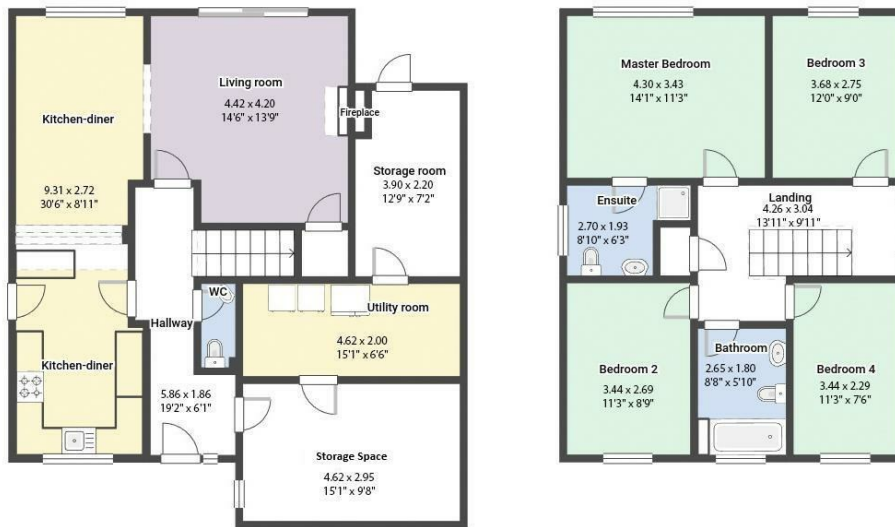 Kitchen-diner
9.31 x 2.72
30'6" x 8'11"
Living room
4.42 x 4.20
14'6" x 13'9"
Fireplace
Storage room
3.90 x 2.20
12'9" x 7'2"
WC
Utility room
4.62 x 2.00
15'1" x 6'6"
Hallway
5.86 x 1.86
19'2" x 6'1"
Kitchen-diner
Storage Space
4.62 x 2.95
15'1" x 9'8"
Master Bedroom
4.30 x 3.43
14'1" x 11'3"
Bedroom 3
3.68 x 2.75
12'0" x 9'0"
Ensuite
2.70 x 1.93
8'10" x 6'3"
Landing
4.26 x 3.04
13'11" x 9'11"
Bedroom 2
3.44 x 2.69
11'3" x 8'9"
Bathroom
2.65 x 1.80
8'8" x 5'10"
Bedroom 4
3.44 x 2.29
11'3" x 7'6"